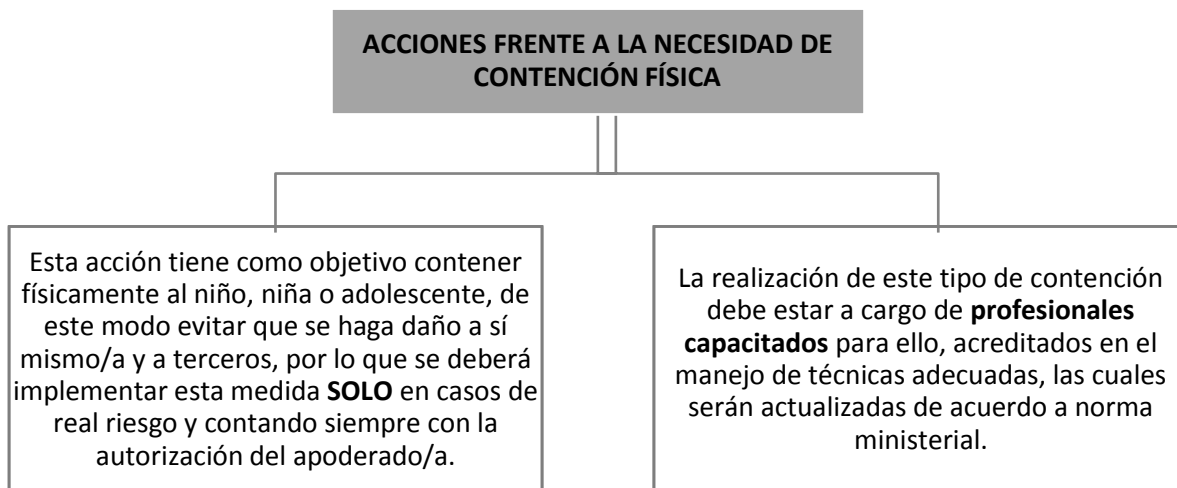 ACCIONES FRENTE A LA NECESIDAD DE
CONTENCIÓN FÍSICA
Esta acción tiene como objetivo contener
físicamente al niño, niña o adolescente, de
este modo evitar que se haga daño a sí
mismo/a y a terceros, por lo que se deberá
implementar esta medida SOLO en casos de
real riesgo y contando siempre con la
autorización del apoderado/a.
La realización de este tipo de contención
debe estar a cargo de profesionales
capacitados para ello, acreditados en el
manejo de técnicas adecuadas, las cuales
serán actualizadas de acuerdo a norma
ministerial.